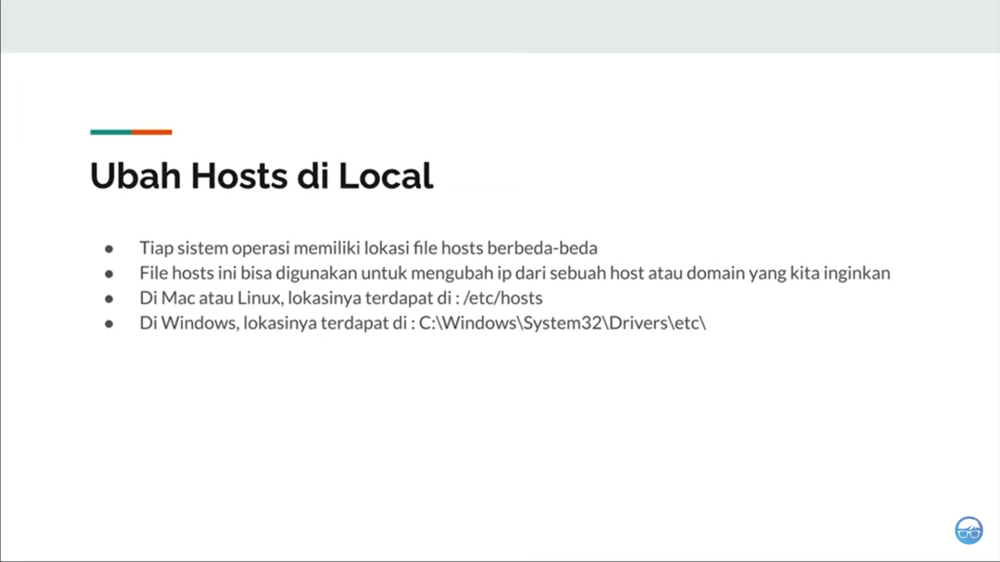 Ubah Hosts di Local
● Tiap sistem operasi memiliki lokasi file hosts berbeda-beda
● File hosts ini bisa digunakan untuk mengubah ip dari sebuah host atau domain yang kita inginkan
● Di Mac atau Linux, lokasinya terdapat di : /etc/hosts
● Di Windows, lokasinya terdapat di : C:\Windows\System32\Drivers\etc\